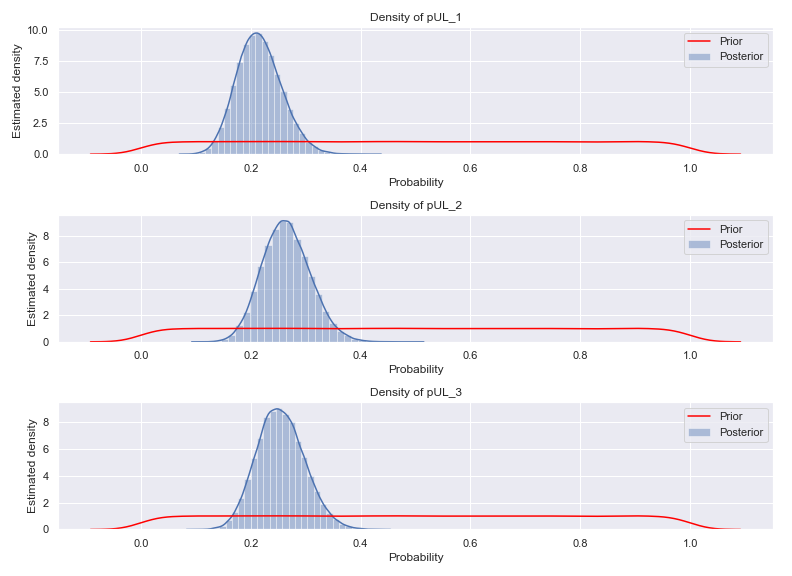 Density of pUL_1
10.0
7.5
5.0
2.5
0.0
Estimated density
Prior
Posterior
0.0 0.2 0.4 0.6 0.8 1.0
Probability
Density of pUL_2
8
6
4
2
0
Estimated density
Prior
Posterior
0.0 0.2 0.4 0.6 0.8 1.0
Probability
Density of pUL_3
8
6
4
2
0
Estimated density
Prior
Posterior
0.0 0.2 0.4 0.6 0.8 1.0
Probability